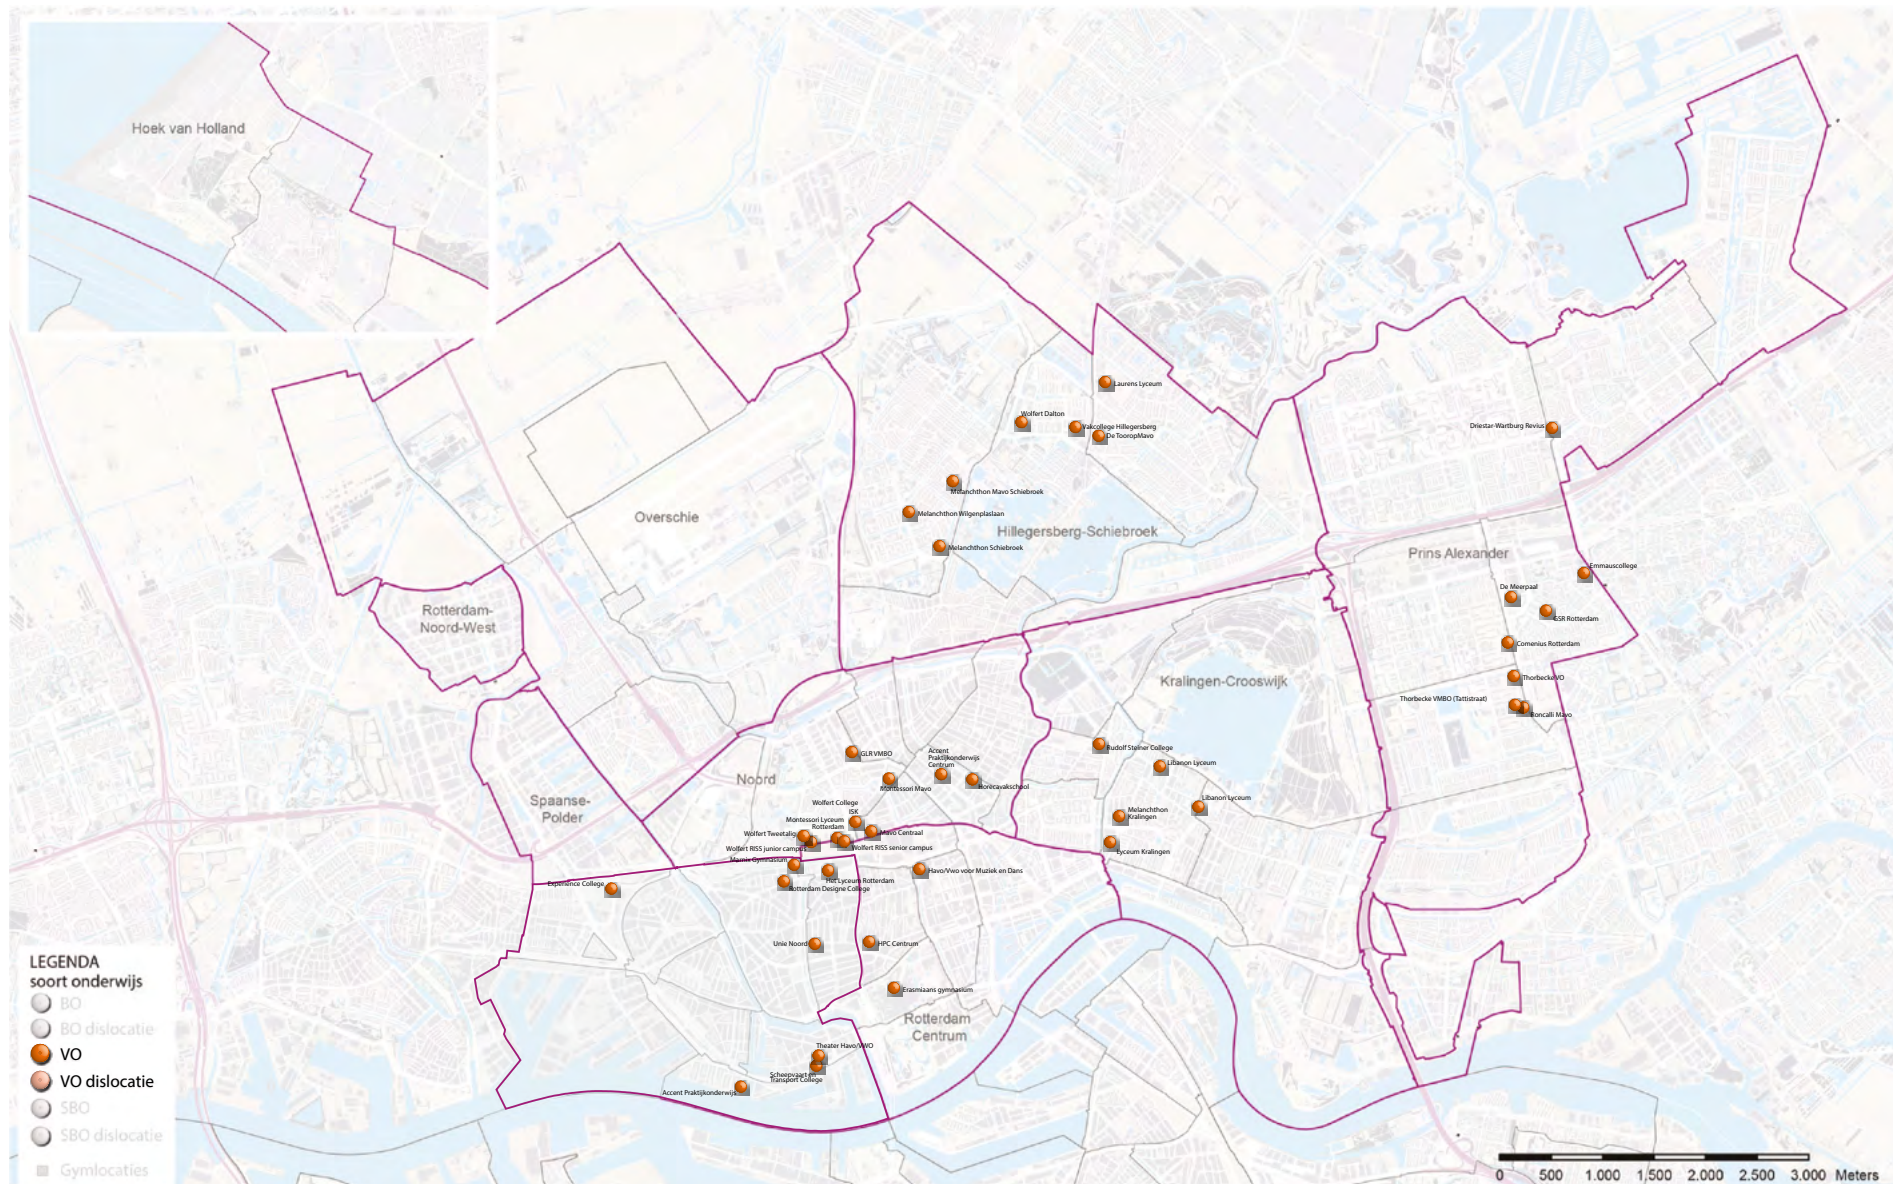 Hoek van Holland
Laurens Lyceum
Wolfert Dalton
Vakcollege Hillegersberg
De TooropMavo
Driestar-Wartburg Revius
Melanchthon Mavo Schiebroek
Melanchthon Wilgenplaslaan
Overschie
Hillegersberg-Schiebroek
Melanchthon Schiebroek
Prins Alexander
Emmauscollege
De Meerpaal
Rotterdam-
Noord-West
GSR Rotterdam
Comenius Rotterdam
Kralingen-Crooswijk
Thorbecke VO
Thorbecke VMBO (Tattistraat)
Roncalli Mavo
Rudolf Steiner College
GLR VMBO
Accent
Praktijkonderwijs
Centrum
Libanon Lyceum
Noord
Montessori Mavo
Horecavakschool
Spaanse-
Polder
Wolfert College
ISK
Libanon Lyceum
Melanchthon
Kralingen
Montessori Lyceum
Rotterdam
Wolfert Tweetalig
Mavo Centraal
Wolfert RISS junior campus
Wolfert RISS senior campus
Lyceum Kralingen
Marnix Gymnasium
Havo/Vwo voor Muziek en Dans
Het Lyceum Rotterdam
Experience College
Rotterdam Designe College
Unie Noord
HPC Centrum
Erasmiaans gymnasium
Rotterdam
Centrum
Theater Havo/VWO
Scheepvaart en
Transport College
Accent Praktijkonderwijs
LEGENDA
soort onderwijs
BO
BO dislocatie
VO
VO dislocatie
SBO
SBO dislocatie
Gymlocaties
0 500 1.000 1.500 2.000 2.500 3.000 Meters